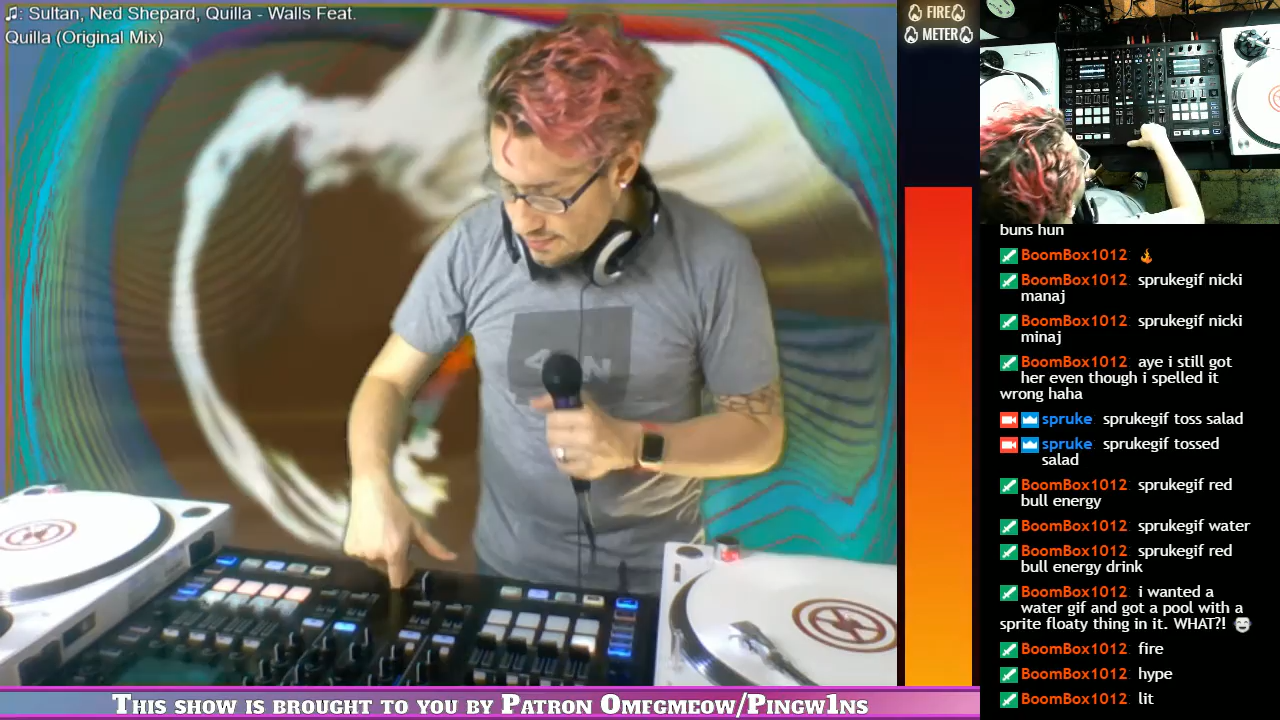 ♫: Sultan, Ned Shepard, Quilla - Walls Feat.
Quilla (Original Mix)
FIRE
METER
buns hun
BoomBox1012 🔥
BoomBox1012 sprukegif nicki
manaj
BoomBox1012 sprukegif nicki
minaj
BoomBox1012 aye i still got
her even though i spelled it
wrong haha
spruke sprukegif toss salad
spruke sprukegif tossed
salad
BoomBox1012 sprukegif red
bull energy
BoomBox1012 sprukegif water
BoomBox1012 sprukegif red
bull energy drink
BoomBox1012 i wanted a
water gif and got a pool with a
sprite floaty thing in it. WHAT?! 😂
BoomBox1012 fire
BoomBox1012 hype
BoomBox1012 lit
THIS SHOW IS BROUGHT TO YOU BY PATRON OMFGMEOW/PINGW1NS